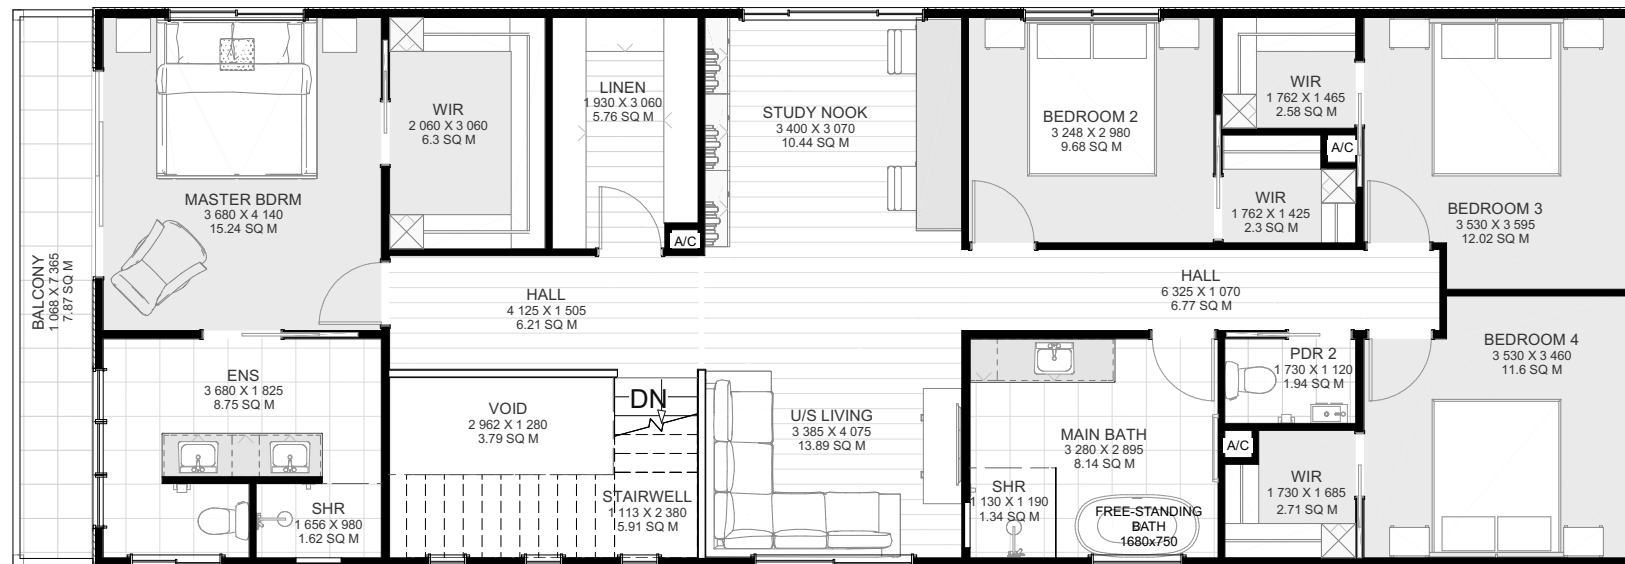 BALCONY
1 068 X 7 365
7.87 SQ M
MASTER BDRM
3 680 X 4 140
15.24 SQ M
WIR
2 060 X 3 060
6.3 SQ M
LINEN
1 930 X 3 060
5.76 SQ M
A/C
STUDY NOOK
3 400 X 3 070
10.44 SQ M
BEDROOM 2
3 248 X 2 980
9.68 SQ M
WIR
1 762 X 1 465
2.58 SQ M
A/C
WIR
1 762 X 1 425
2.3 SQ M
BEDROOM 3
3 530 X 3 595
12.02 SQ M
HALL
4 125 X 1 505
6.21 SQ M
HALL
6 325 X 1 070
6.77 SQ M
ENS
3 680 X 1 825
8.75 SQ M
SHR
1 656 X 980
1.62 SQ M
VOID
2 962 X 1 280
3.79 SQ M
DN
STAIRWELL
1 113 X 2 380
5.91 SQ M
U/S LIVING
3 385 X 4 075
13.89 SQ M
MAIN BATH
3 280 X 2 895
8.14 SQ M
SHR
1 130 X 1 190
1.34 SQ M
FREE-STANDING
BATH
1680x750
PDR 2
1 730 X 1 120
1.94 SQ M
A/C
WIR
1 730 X 1 685
2.71 SQ M
BEDROOM 4
3 530 X 3 460
11.6 SQ M